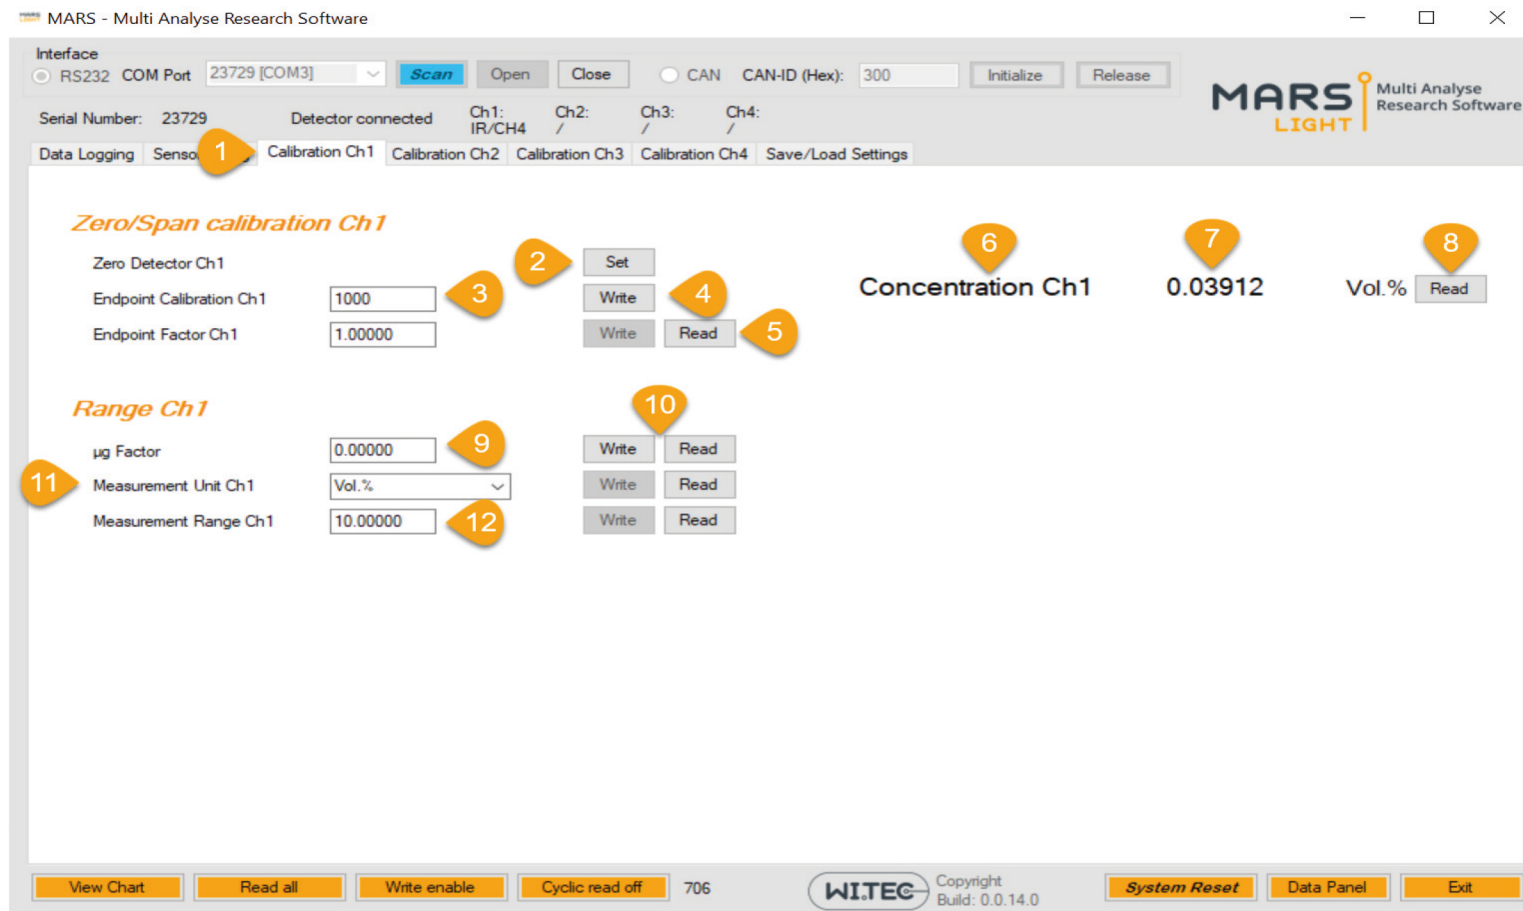 MARS - Multi Analyse Research Software
Interface
RS232 COM Port 23729 [COM3] Scan Open Close CAN CAN-ID (Hex): 300 Initialize Release
MARS LIGHT Multi Analyse Research Software
Serial Number: 23729 Detector connected Ch1: IR/CH4 Ch2: / Ch3: / Ch4: /
Data Logging 1 Calibration Ch1 Calibration Ch2 Calibration Ch3 Calibration Ch4 Save/Load Settings
Zero/Span calibration Ch1
6 7 8
Zero Detector Ch1 2 Set
Endpoint Calibration Ch1 1000 3 Write 4 Concentration Ch1 0.03912 Vol.% Read
Endpoint Factor Ch1 1.00000 Write Read 5
Range Ch1 10
µg Factor 0.00000 9 Write Read
11 Measurement Unit Ch1 Vol.% Write Read
Measurement Range Ch1 10.00000 12 Write Read
View Chart Read all Write enable Cyclic read off 706 WI.TEC Copyright System Reset Data Panel Exit
Build: 0.0.14.0